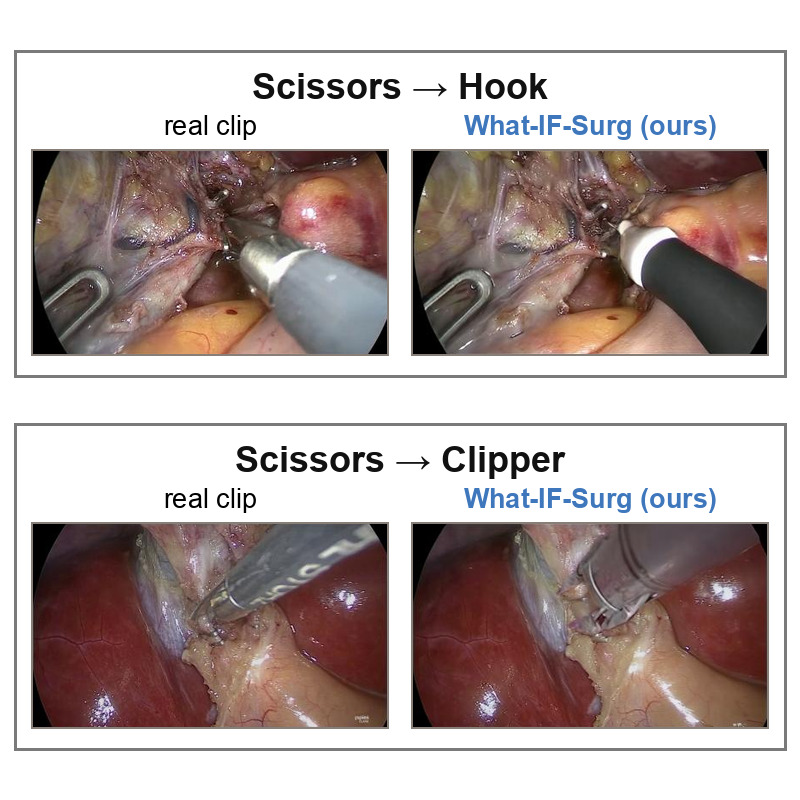 Scissors → Hook
real clip
What-IF-Surg (ours)
Scissors → Clipper
real clip
What-IF-Surg (ours)